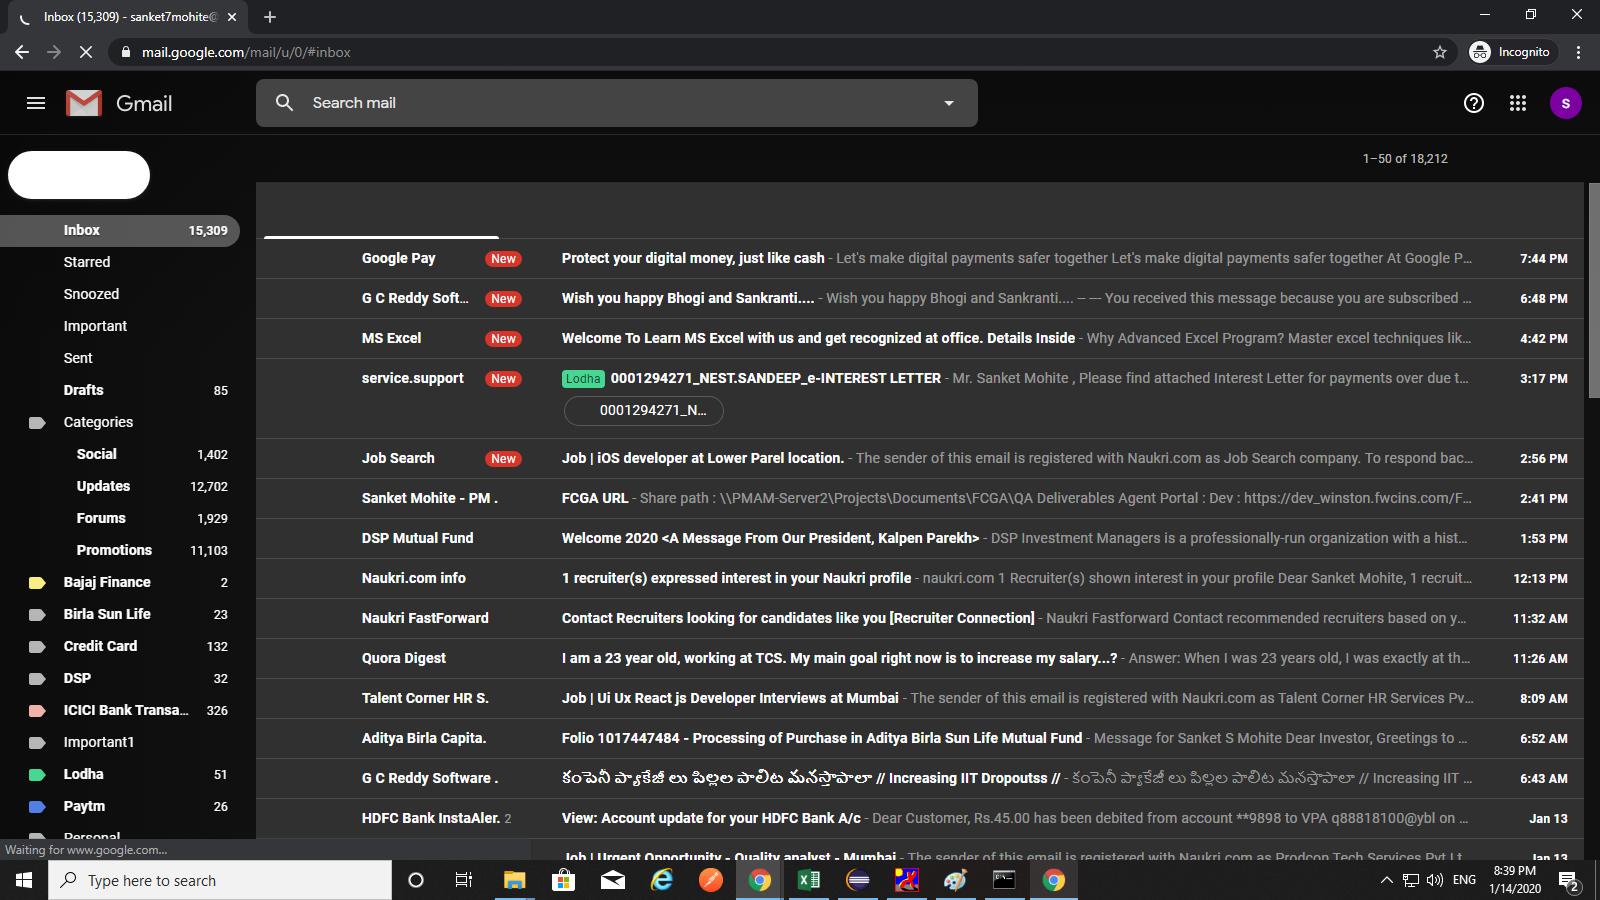 Inbox (15,309) - sanket7mohite@
mail.google.com/mail/u/0/#inbox
Incognito
Gmail
Search mail
S
1–50 of 18,212
Inbox 15,309
Starred
Snoozed
Important
Sent
Drafts 85
Categories
Social 1,402
Updates 12,702
Forums 1,929
Promotions 11,103
Bajaj Finance 2
Birla Sun Life 23
Credit Card 132
DSP 32
ICICI Bank Transa... 326
Important1
Lodha 51
Paytm 26
Personal
Google Pay New Protect your digital money, just like cash - Let's make digital payments safer together Let's make digital payments safer together At Google P... 7:44 PM
G C Reddy Soft... New Wish you happy Bhogi and Sankranti.... - Wish you happy Bhogi and Sankranti.... -- --- You received this message because you are subscribed ... 6:48 PM
MS Excel New Welcome To Learn MS Excel with us and get recognized at office. Details Inside - Why Advanced Excel Program? Master excel techniques lik... 4:42 PM
service.support New Lodha 0001294271_NEST.SANDEEP_e-INTEREST LETTER - Mr. Sanket Mohite , Please find attached Interest Letter for payments over due t... 3:17 PM
0001294271_N...
Job Search New Job | iOS developer at Lower Parel location. - The sender of this email is registered with Naukri.com as Job Search company. To respond bac... 2:56 PM
Sanket Mohite - PM . FCGA URL - Share path : \\PMAM-Server2\Projects\Documents\FCGA\QA Deliverables Agent Portal : Dev : https://dev_winston.fwcins.com/F... 2:41 PM
DSP Mutual Fund Welcome 2020 <A Message From Our President, Kalpen Parekh> - DSP Investment Managers is a professionally-run organization with a hist... 1:53 PM
Naukri.com info 1 recruiter(s) expressed interest in your Naukri profile - naukri.com 1 Recruiter(s) shown interest in your profile Dear Sanket Mohite, 1 recruit... 12:13 PM
Naukri FastForward Contact Recruiters looking for candidates like you [Recruiter Connection] - Naukri Fastforward Contact recommended recruiters based on y... 11:32 AM
Quora Digest I am a 23 year old, working at TCS. My main goal right now is to increase my salary...? - Answer: When I was 23 years old, I was exactly at th... 11:26 AM
Talent Corner HR S. Job | Ui Ux React js Developer Interviews at Mumbai - The sender of this email is registered with Naukri.com as Talent Corner HR Services Pv... 8:09 AM
Aditya Birla Capita. Folio 1017447484 - Processing of Purchase in Aditya Birla Sun Life Mutual Fund - Message for Sanket S Mohite Dear Investor, Greetings to ... 6:52 AM
G C Reddy Software . కంపెనీ ప్యాకేజీ లు పిల్లల పాలిట మనస్తాపాలా // Increasing IIT Dropoutss // - కంపెనీ ప్యాకేజీ లు పిల్లల పాలిట మనస్తాపాలా // Increasing IIT ... 6:43 AM
HDFC Bank InstaAler. 2 View: Account update for your HDFC Bank A/c - Dear Customer, Rs.45.00 has been debited from account **9898 to VPA q88818100@ybl on ... Jan 13
Job | Urgent Opportunity - Quality analyst - Mumbai - The sender of this email is registered with Naukri.com as Prodcon Tech Services Pvt Lt Jan 13
Waiting for www.google.com...
Type here to search
ENG
8:39 PM
1/14/2020
2